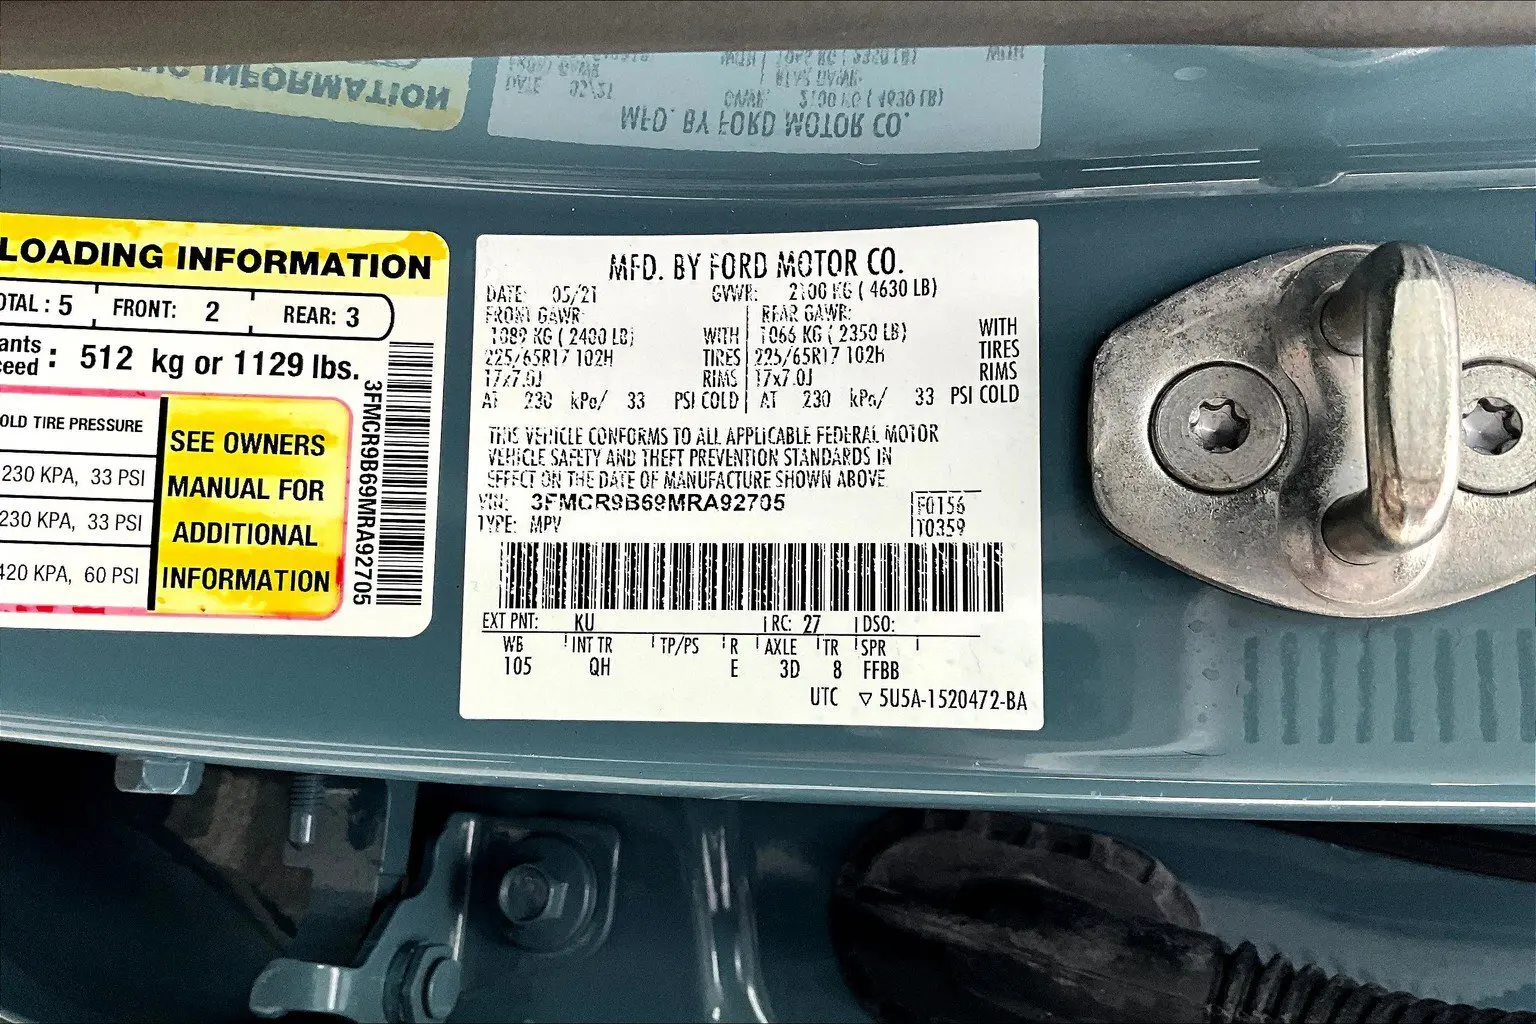 LOADING INFORMATION
OTAL: 5 FRONT: 2 REAR: 3
ants
eed : 512 kg or 1129 lbs.
OLD TIRE PRESSURE
230 KPA, 33 PSI
230 KPA, 33 PSI
420 KPA, 60 PSI
SEE OWNERS
MANUAL FOR
ADDITIONAL
INFORMATION
3FMCR9B69MRA92705
MFD. BY FORD MOTOR CO.
DATE: 05/21 GVWR: 2100 KG ( 4630 LB)
FRONT GAWR: REAR GAWR:
1089 KG ( 2400 LB) WITH 1066 KG ( 2350 LB) WITH
225/65R17 102H TIRES 225/65R17 102H TIRES
17x7.0J RIMS 17x7.0J RIMS
AT 230 kPa/ 33 PSI COLD AT 230 kPa/ 33 PSI COLD
THIS VEHICLE CONFORMS TO ALL APPLICABLE FEDERAL MOTOR
VEHICLE SAFETY AND THEFT PREVENTION STANDARDS IN
EFFECT ON THE DATE OF MANUFACTURE SHOWN ABOVE
VIN: 3FMCR9B69MRA92705 F0156
TYPE: MPV T0359
EXT PNT: KU RC: 27 DSO:
WB INT TR TP/PS R AXLE TR SPR
105 QH E 3D 8 FFBB
UTC ▽ 5U5A-1520472-BA